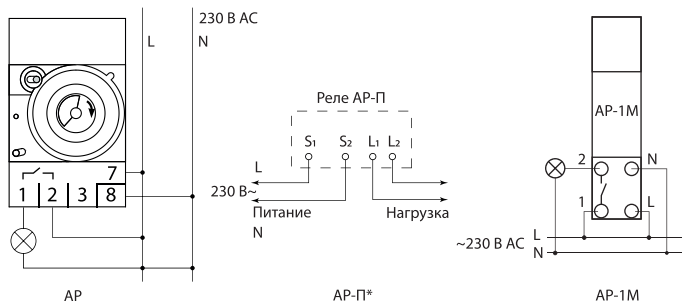 230 В AC
L
N
7
1
2
3
8
АР
Реле АР-П
S1
S2
L1
L2
L
230 В~
Питание
Нагрузка
N
АР-П*
АР-1М
2
N
1
L
~230 В AC
L
N
АР-1М